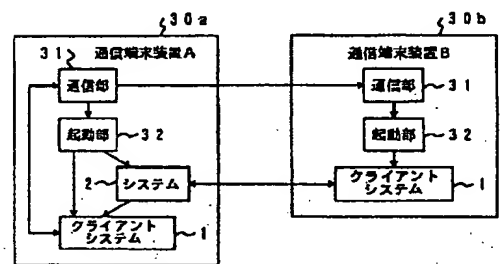 30a
30b
通信端末装置A
通信端末装置B
31
通信部
通信部
31
起動部
32
起動部
32
2
システム
クライアント
システム
1
クライアント
システム
1